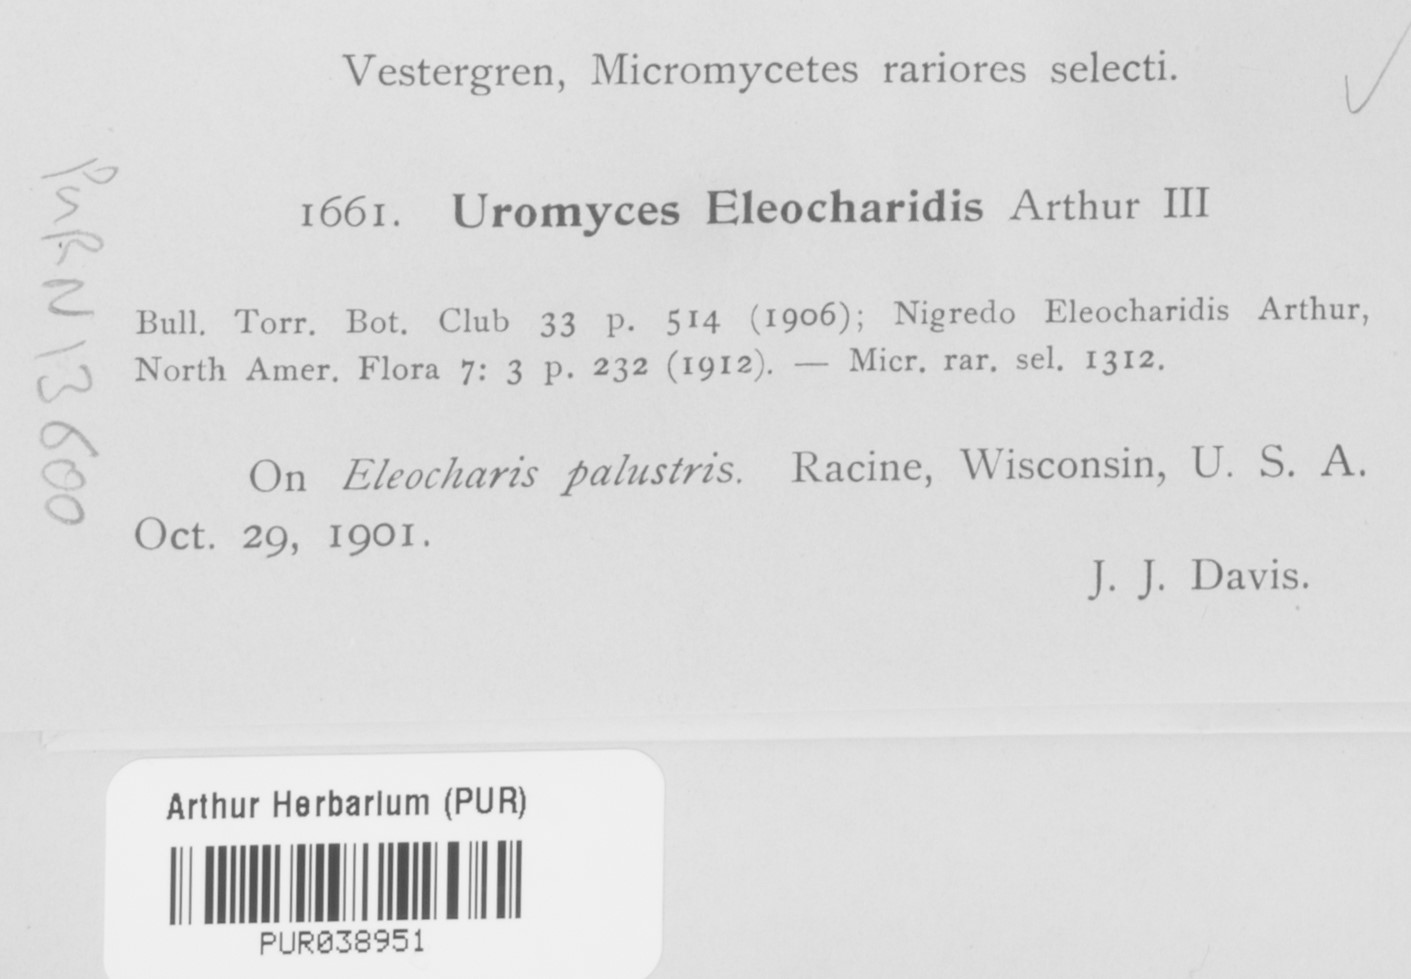 Vestergren, Micromycetes rariores selecti.
1661. Uromyces Eleocharidis Arthur III
Bull. Torr. Bot. Club 33 p. 514 (1906); Nigredo Eleocharidis Arthur,
North Amer. Flora 7: 3 p. 232 (1912). — Micr. rar. sel. 1312.
On Eleocharis palustris. Racine, Wisconsin, U. S. A.
Oct. 29, 1901.
J. J. Davis.
PURN13600
Arthur Herbarium (PUR)
PUR038951